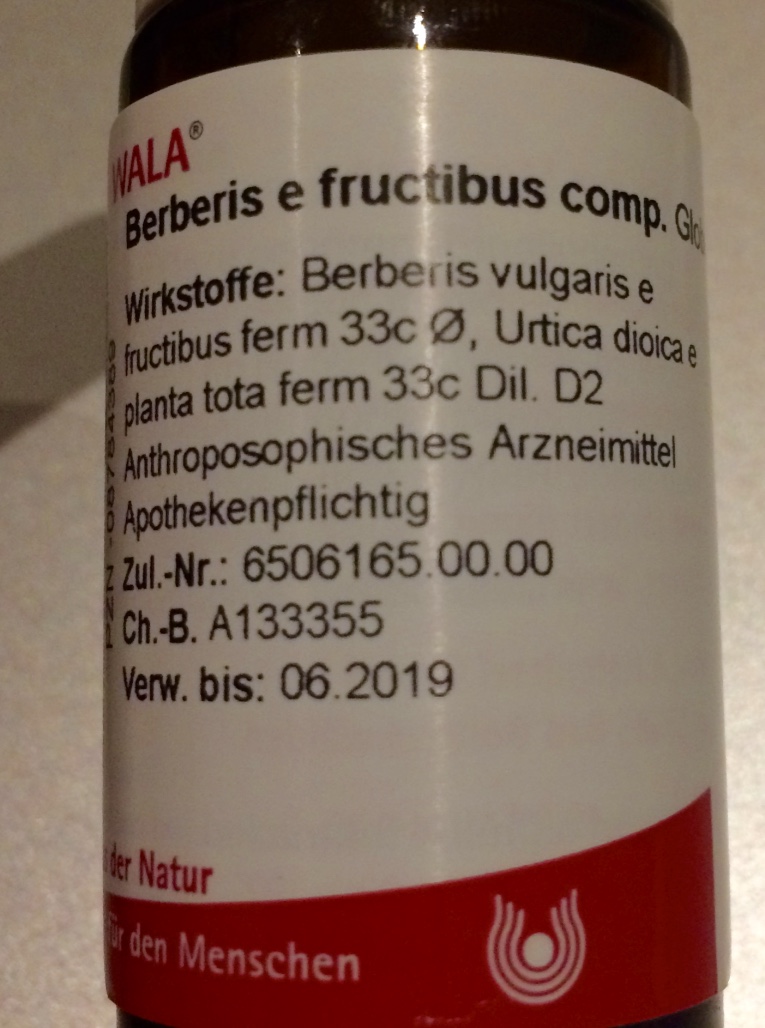 WALA®
Berberis e fructibus comp.
Wirkstoffe: Berberis vulgaris e
fructibus ferm 33c Ø, Urtica dioica e
planta tota ferm 33c Dil. D2
Anthroposophisches Arzneimittel
Apothekenpflichtig
Zul.-Nr.: 6506165.00.00
Ch.-B. A133355
Verw. bis: 06.2019
der Natur
für den Menschen